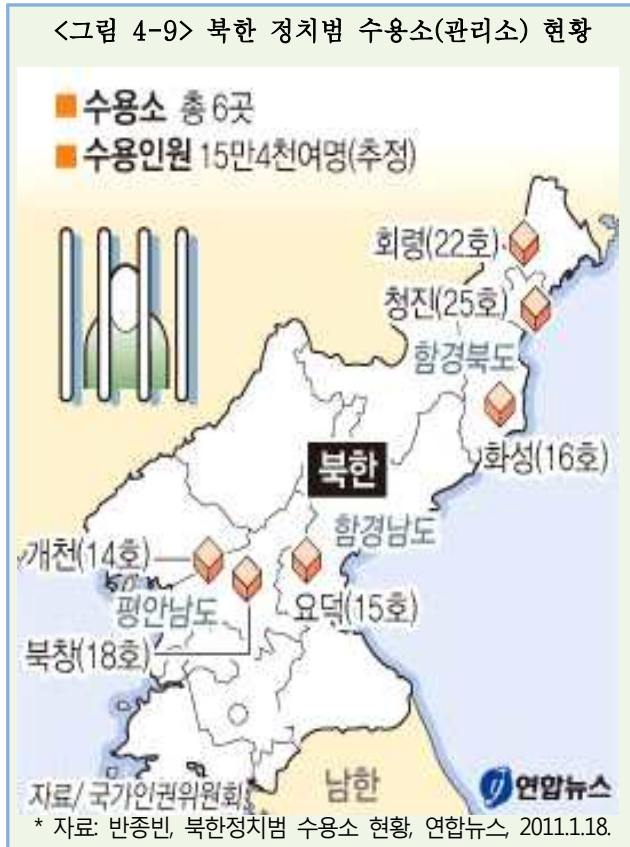 <그림 4-9> 북한 정치범 수용소(관리소) 현황
■ 수용소 총 6곳
■ 수용인원 15만4천여명(추정)
회령(22호)
청진(25호)
함경북도
화성(16호)
북한
함경남도
개천(14호)
평안남도
요덕(15호)
북창(18호)
자료/ 국가인권위원회
남한
연합뉴스
* 자료: 반종빈, 북한정치범 수용소 현황, 연합뉴스, 2011.1.18.